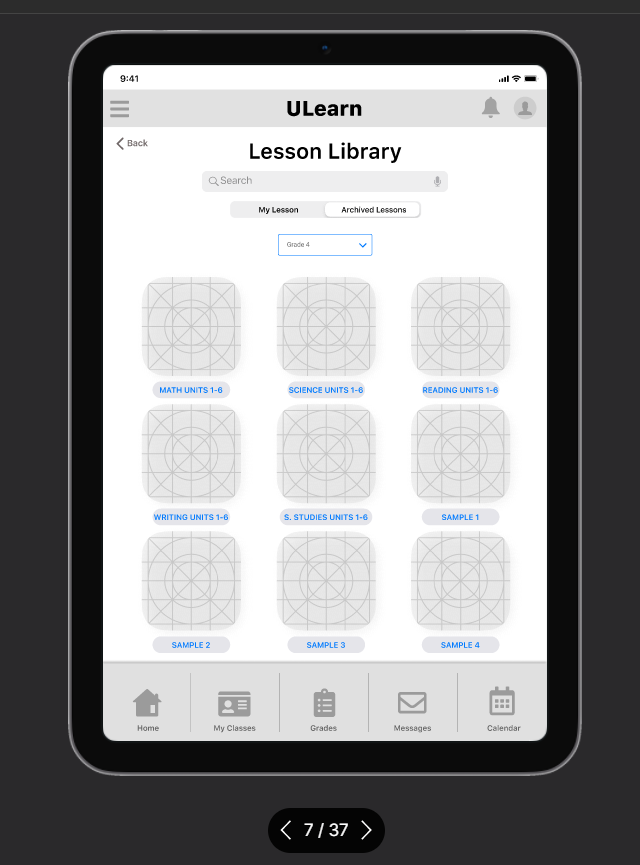 9:41
ULearn
Back
Lesson Library
Search
My Lesson Archived Lessons
Grade 4
MATH UNITS 1-6 SCIENCE UNITS 1-6 READING UNITS 1-6
WRITING UNITS 1-6 S. STUDIES UNITS 1-6 SAMPLE 1
SAMPLE 2 SAMPLE 3 SAMPLE 4
Home My Classes Grades Messages Calendar
7 / 37